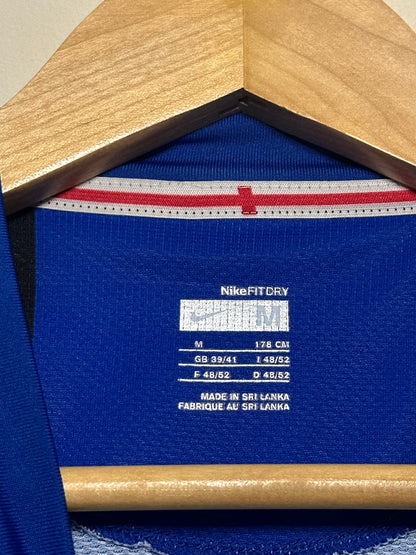 NikeFITDRY
M
M 178 CM
GB 39/41 I 48/52
F 48/52 D 48/52
MADE IN SRI LANKA
FABRIQUE AU SRI LANKA